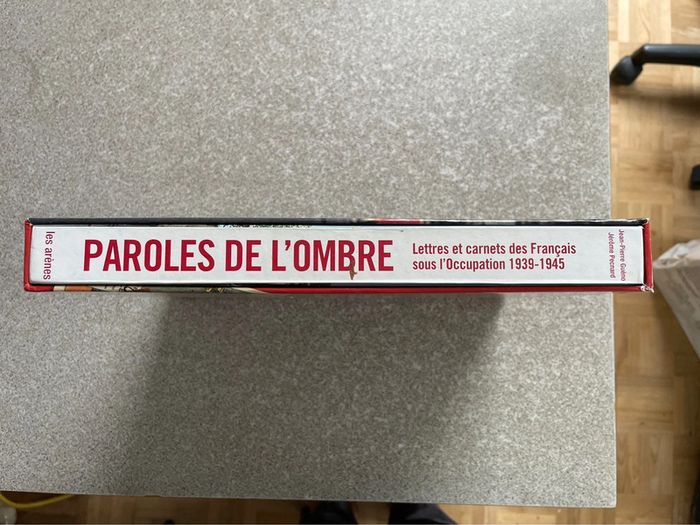 les arènes
PAROLES DE L'OMBRE
Lettres et carnets des Français
sous l'Occupation 1939-1945
Jean-Pierre Guéno
Jérôme Pecnard